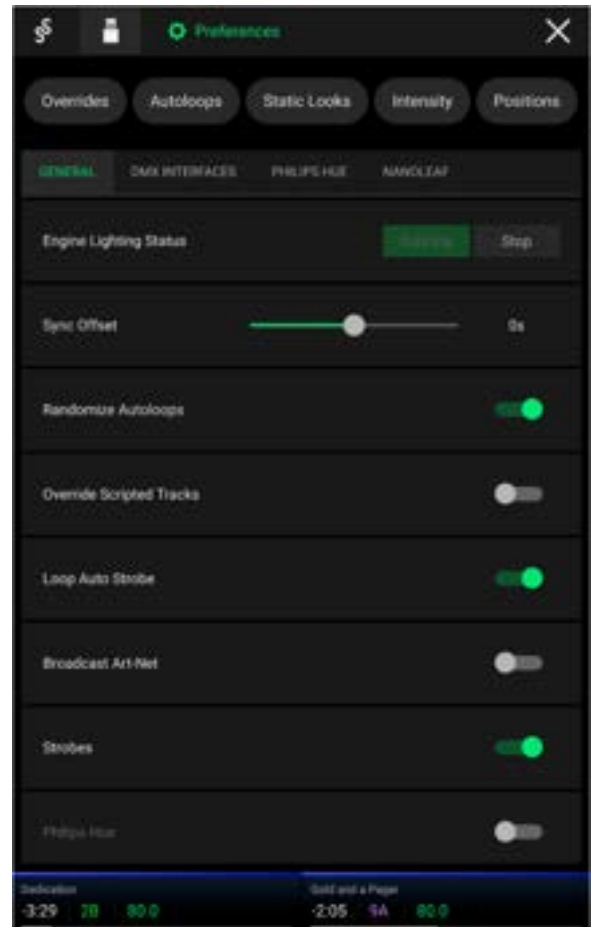 Preferences
Overrides Autoloops Static Looks Intensity Positions
GENERAL DMX INTERFACES PHILIPS HUE NANOLEAF
Engine Lighting Status Running Stop
Sync Offset 0s
Randomize Autoloops
Override Scripted Tracks
Loop Auto Strobe
Broadcast Art-Net
Strobes
Philips Hue
Dedication Gold and a Pager
-3:29 2B 80.0 -2:05 9A 80.0